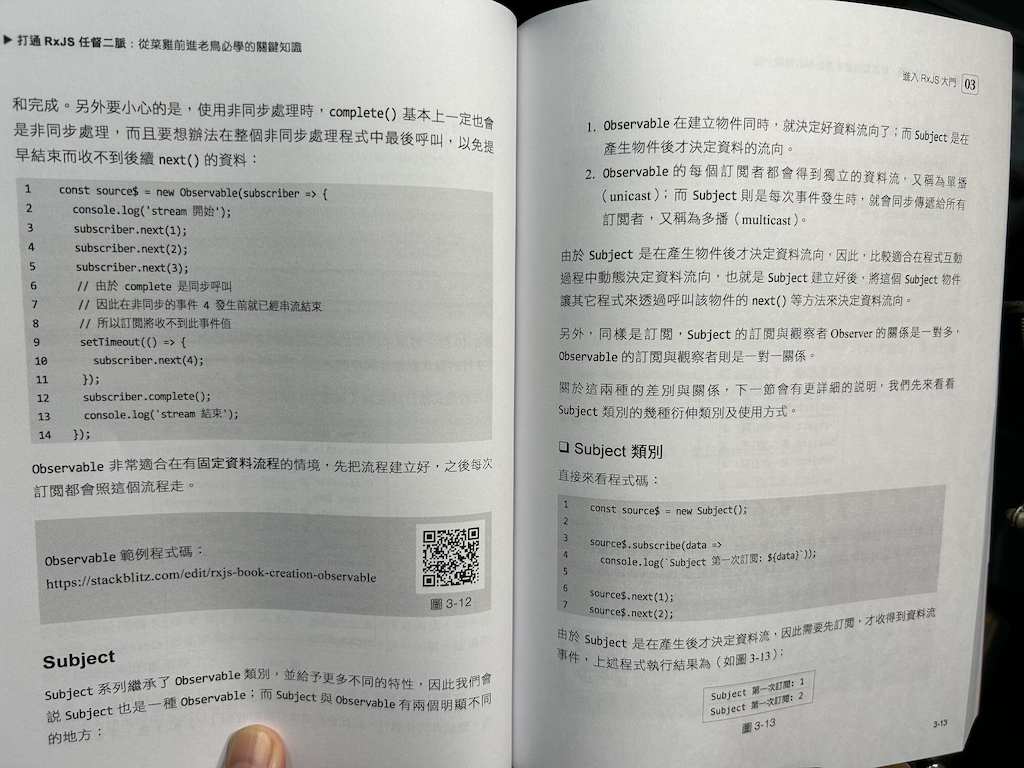 ▶ 打通 RxJS 任督二脈：從菜雞前進老鳥必學的關鍵知識
和完成。另外要小心的是，使用非同步處理時，complete() 基本上一定也會
是非同步處理，而且要想辦法在整個非同步處理程式中最後呼叫，以免提
早結束而收不到後續 next() 的資料：
1 const source$ = new Observable(subscriber => {
2 console.log('stream 開始');
3 subscriber.next(1);
4 subscriber.next(2);
5 subscriber.next(3);
6 // 由於 complete 是同步呼叫
7 // 因此在非同步的事件 4 發生前就已經串流結束
8 // 所以訂閱將收不到此事件值
9 setTimeout(() => {
10 subscriber.next(4);
11 });
12 subscriber.complete();
13 console.log('stream 結束');
14 });
Observable 非常適合在有固定資料流程的情境，先把流程建立好，之後每次
訂閱都會照這個流程走。
Observable 範例程式碼：
https://stackblitz.com/edit/rxjs-book-creation-observable
圖 3-12
Subject
Subject 系列繼承了 Observable 類別，並給予更多不同的特性，因此我們會
說 Subject 也是一種 Observable；而 Subject 與 Observable 有兩個明顯不同
的地方：
進入 RxJS 大門 03
1. Observable 在建立物件同時，就決定好資料流向了；而 Subject 是在
產生物件後才決定資料的流向。
2. Observable 的每個訂閱者都會得到獨立的資料流，又稱為單播
（unicast）；而 Subject 則是每次事件發生時，就會同步傳遞給所有
訂閱者，又稱為多播（multicast）。
由於 Subject 是在產生物件後才決定資料流向，因此，比較適合在程式互動
過程中動態決定資料流向，也就是 Subject 建立好後，將這個 Subject 物件
讓其它程式來透過呼叫該物件的 next() 等方法來決定資料流向。
另外，同樣是訂閱，Subject 的訂閱與觀察者 Observer 的關係是一對多，
Observable 的訂閱與觀察者則是一對一關係。
關於這兩種的差別與關係，下一節會有更詳細的說明，我們先來看看
Subject 類別的幾種衍伸類別及使用方式。
❑ Subject 類別
直接來看程式碼：
1 const source$ = new Subject();
2
3 source$.subscribe(data =>
4 console.log(`Subject 第一次訂閱: ${data}`));
5
6 source$.next(1);
7 source$.next(2);
由於 Subject 是在產生後才決定資料流，因此需要先訂閱，才收得到資料流
事件，上述程式執行結果為（如圖 3-13）：
Subject 第一次訂閱: 1
Subject 第一次訂閱: 2
圖 3-13
3-13